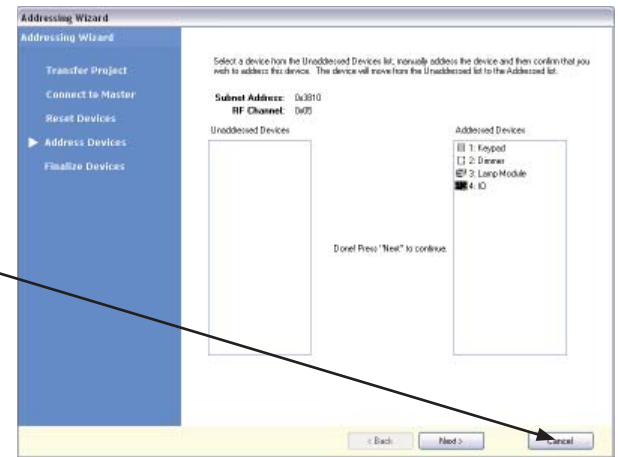 Addressing Wizard
Addressing Wizard
Transfer Project
Connect to Master
Reset Devices
Address Devices
Finalize Devices
Select a device from the Unaddressed Devices list, manually address the device and then confirm that you
wish to address this device. The device will move from the Unaddressed list to the Addressed list.
Subnet Address: 0x3810
RF Channel: 0x05
Unaddressed Devices
Addressed Devices
1: Keypad
2: Dimmer
3: Lamp Module
4: IO
Done! Press "Next" to continue.
< Back
Next >
Cancel